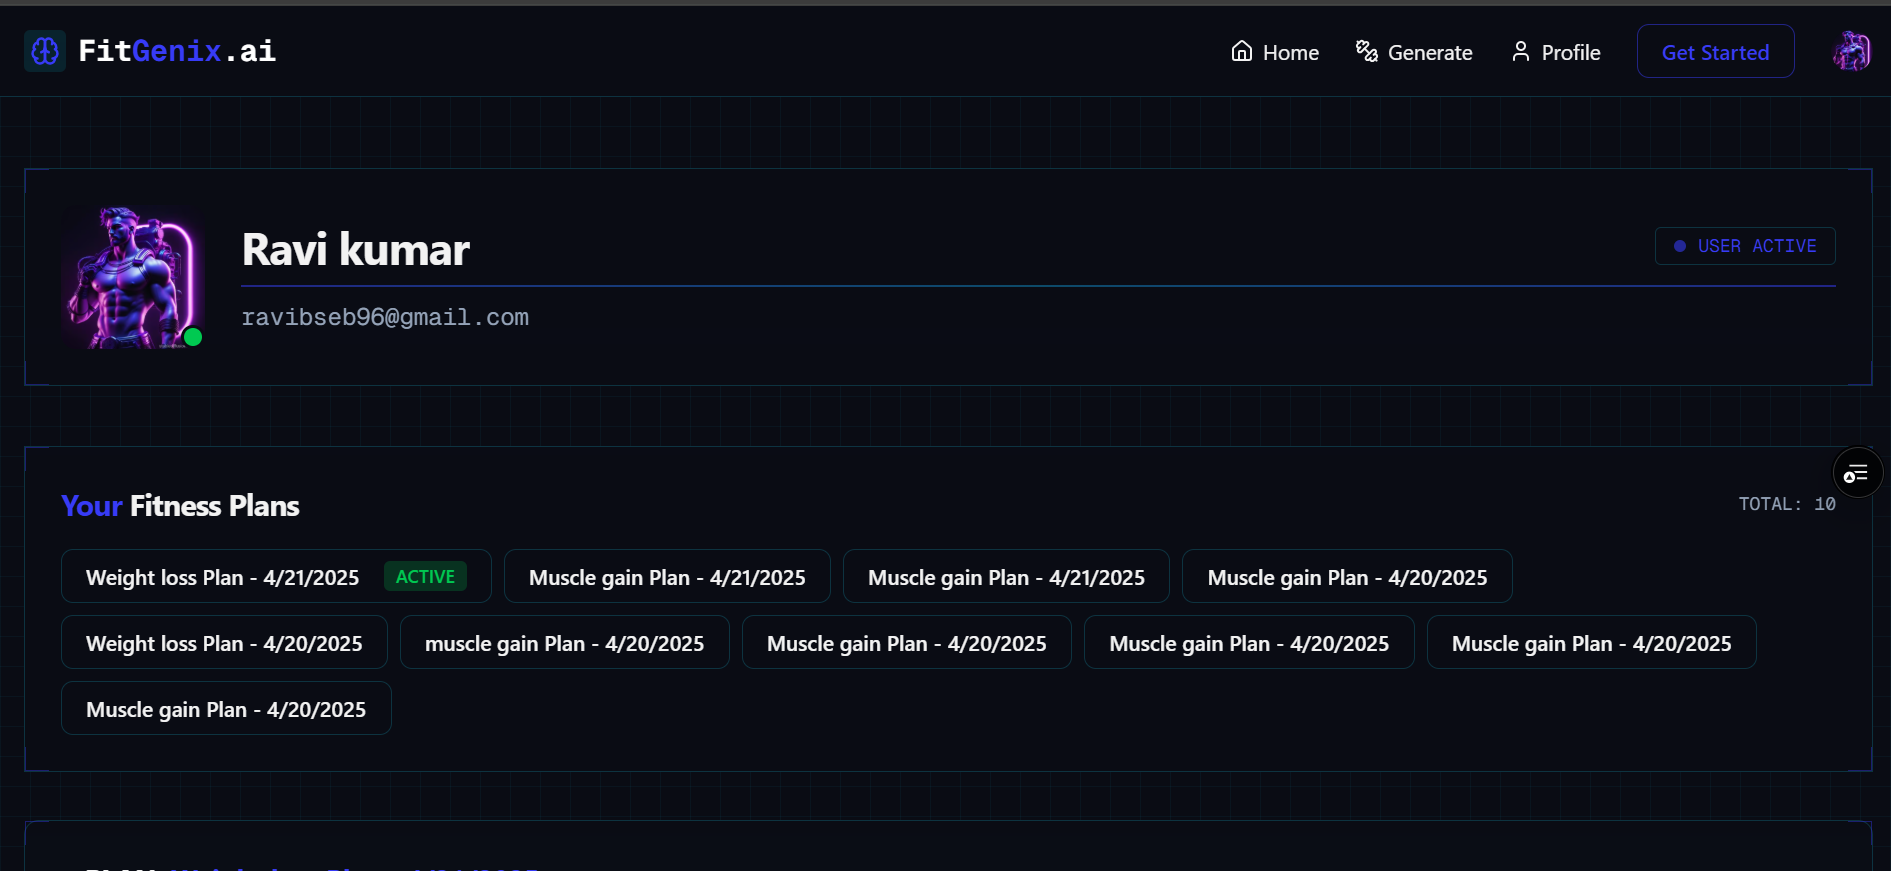 FitGenix.ai
Home Generate Profile Get Started
Ravi kumar
USER ACTIVE
ravibseb96@gmail.com
Your Fitness Plans
TOTAL: 10
Weight loss Plan - 4/21/2025 ACTIVE Muscle gain Plan - 4/21/2025 Muscle gain Plan - 4/21/2025 Muscle gain Plan - 4/20/2025
Weight loss Plan - 4/20/2025 muscle gain Plan - 4/20/2025 Muscle gain Plan - 4/20/2025 Muscle gain Plan - 4/20/2025 Muscle gain Plan - 4/20/2025
Muscle gain Plan - 4/20/2025